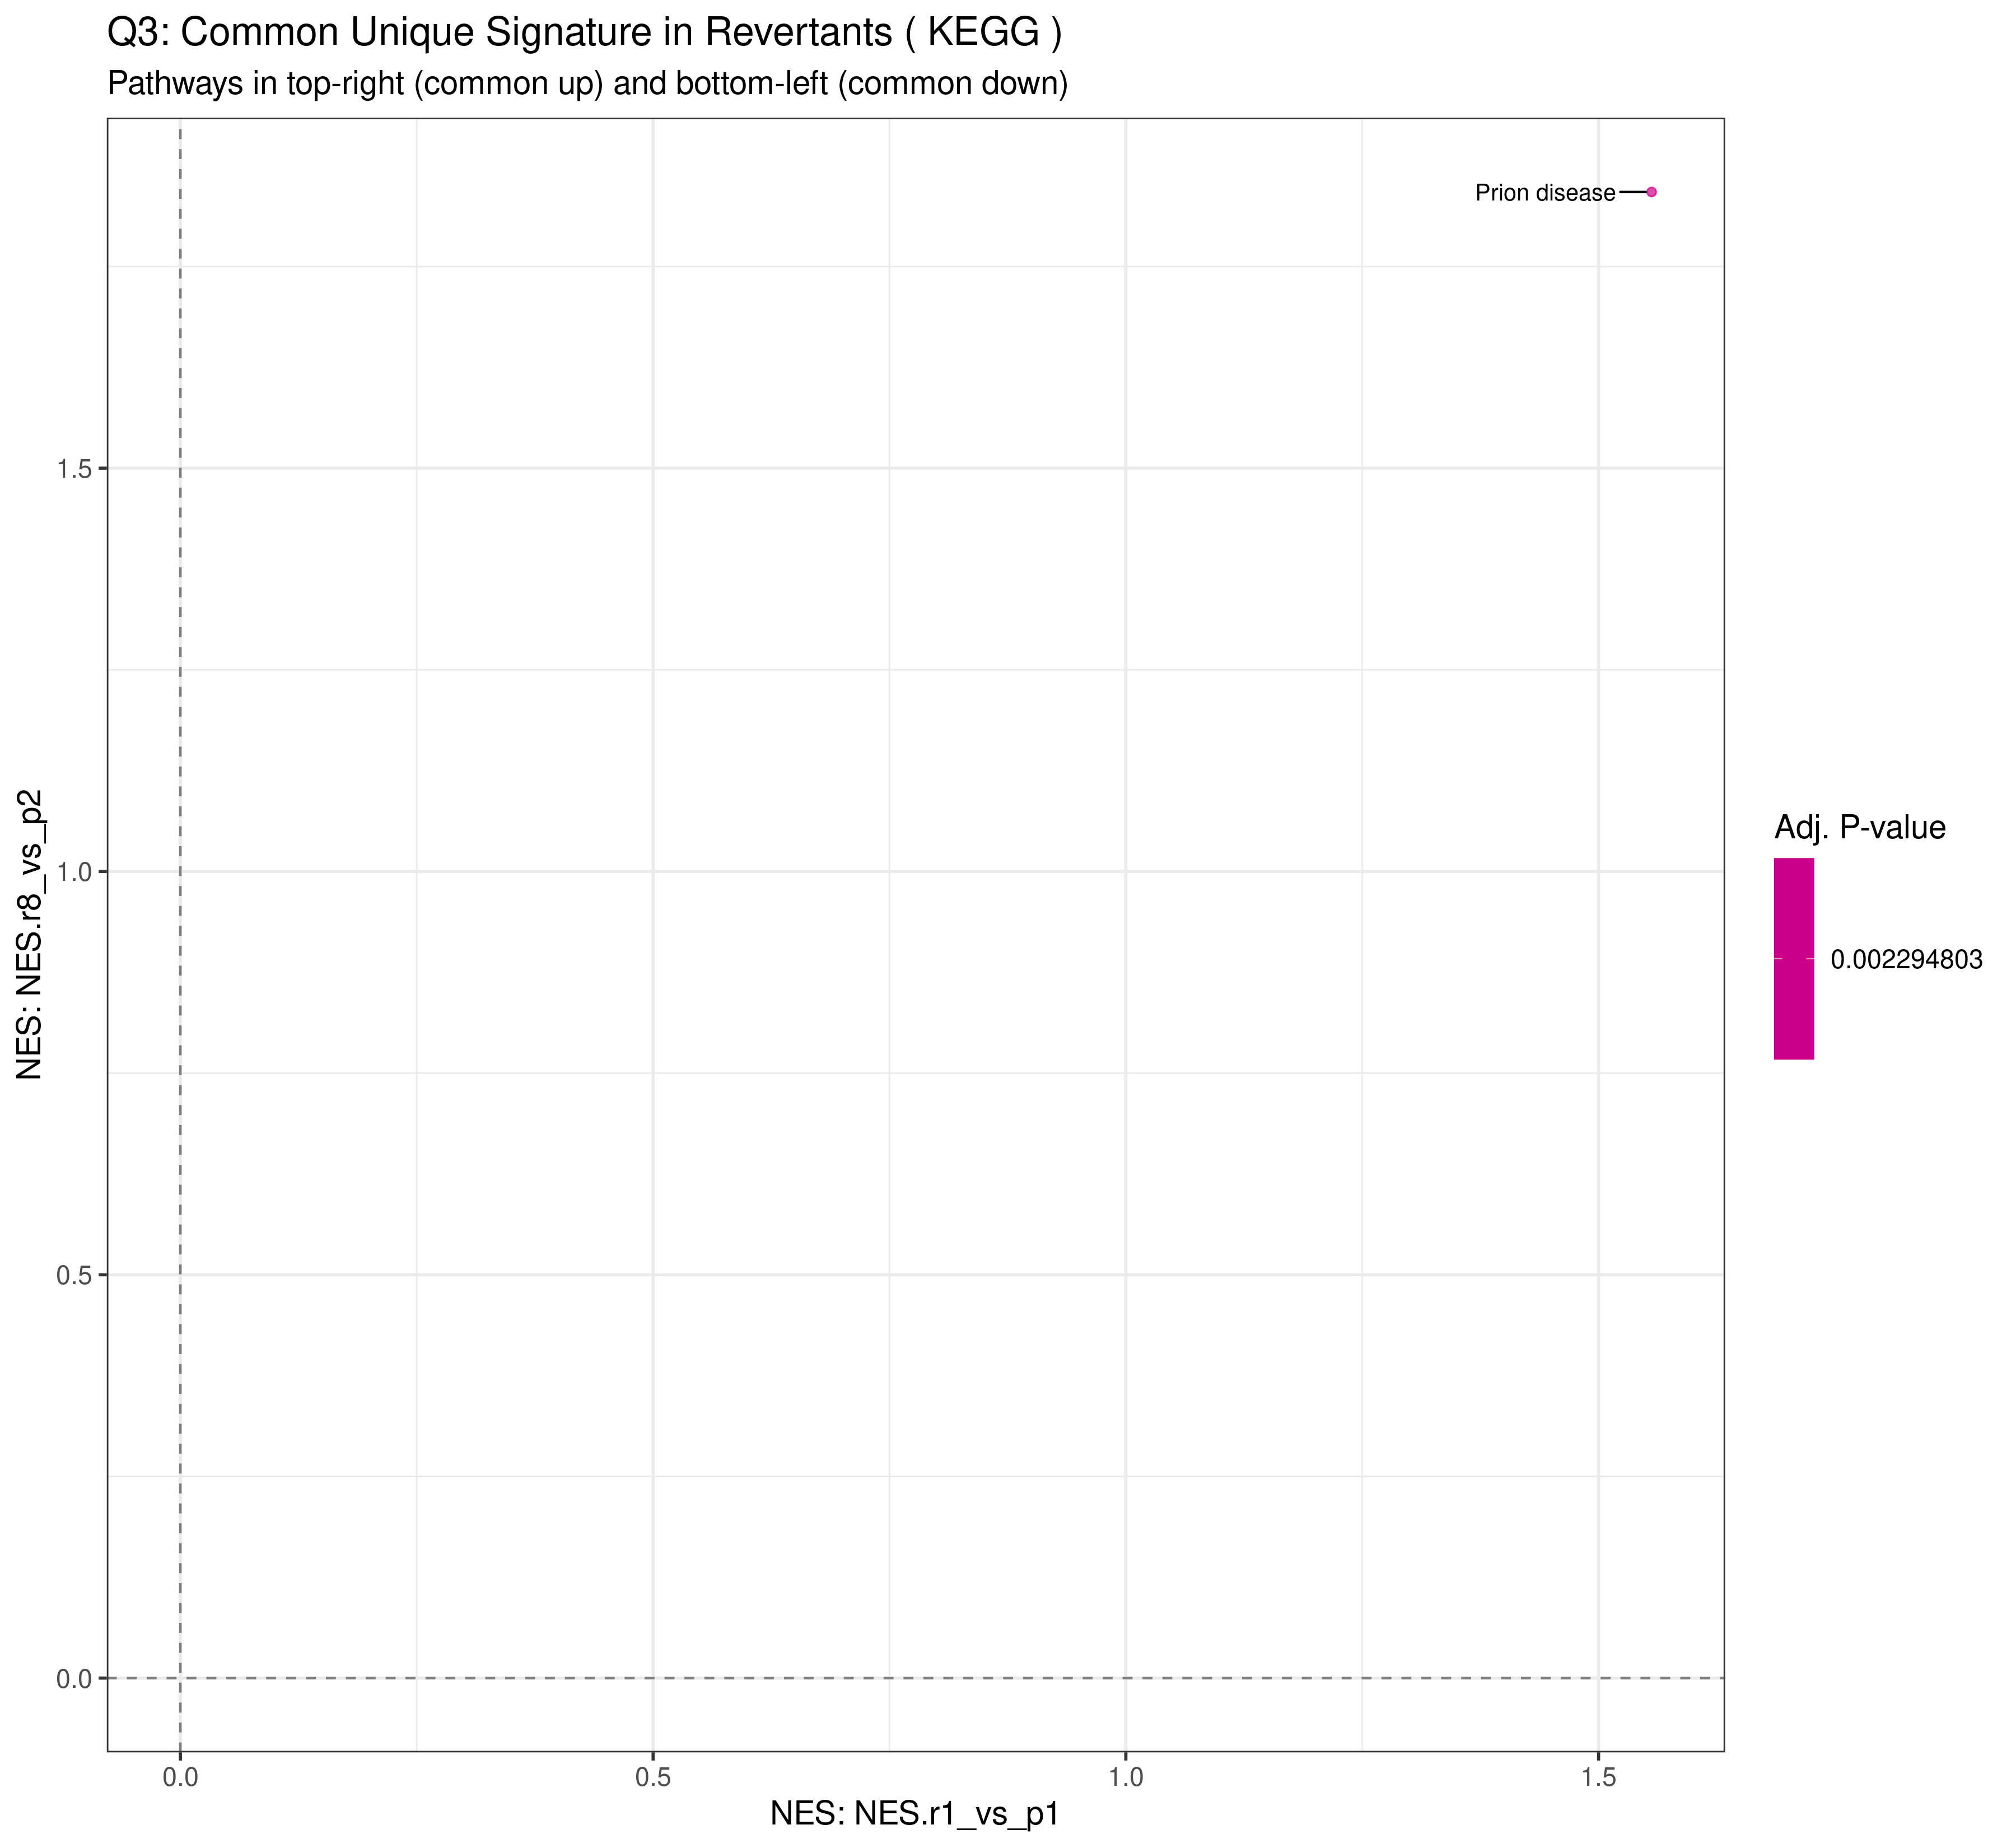 Q3: Common Unique Signature in Revertants ( KEGG )
Pathways in top-right (common up) and bottom-left (common down)
Prion disease
1.5
1.0
0.5
0.0
NES: NES.r8_vs_p2
0.0
0.5
1.0
1.5
NES: NES.r1_vs_p1
Adj. P-value
0.002294803